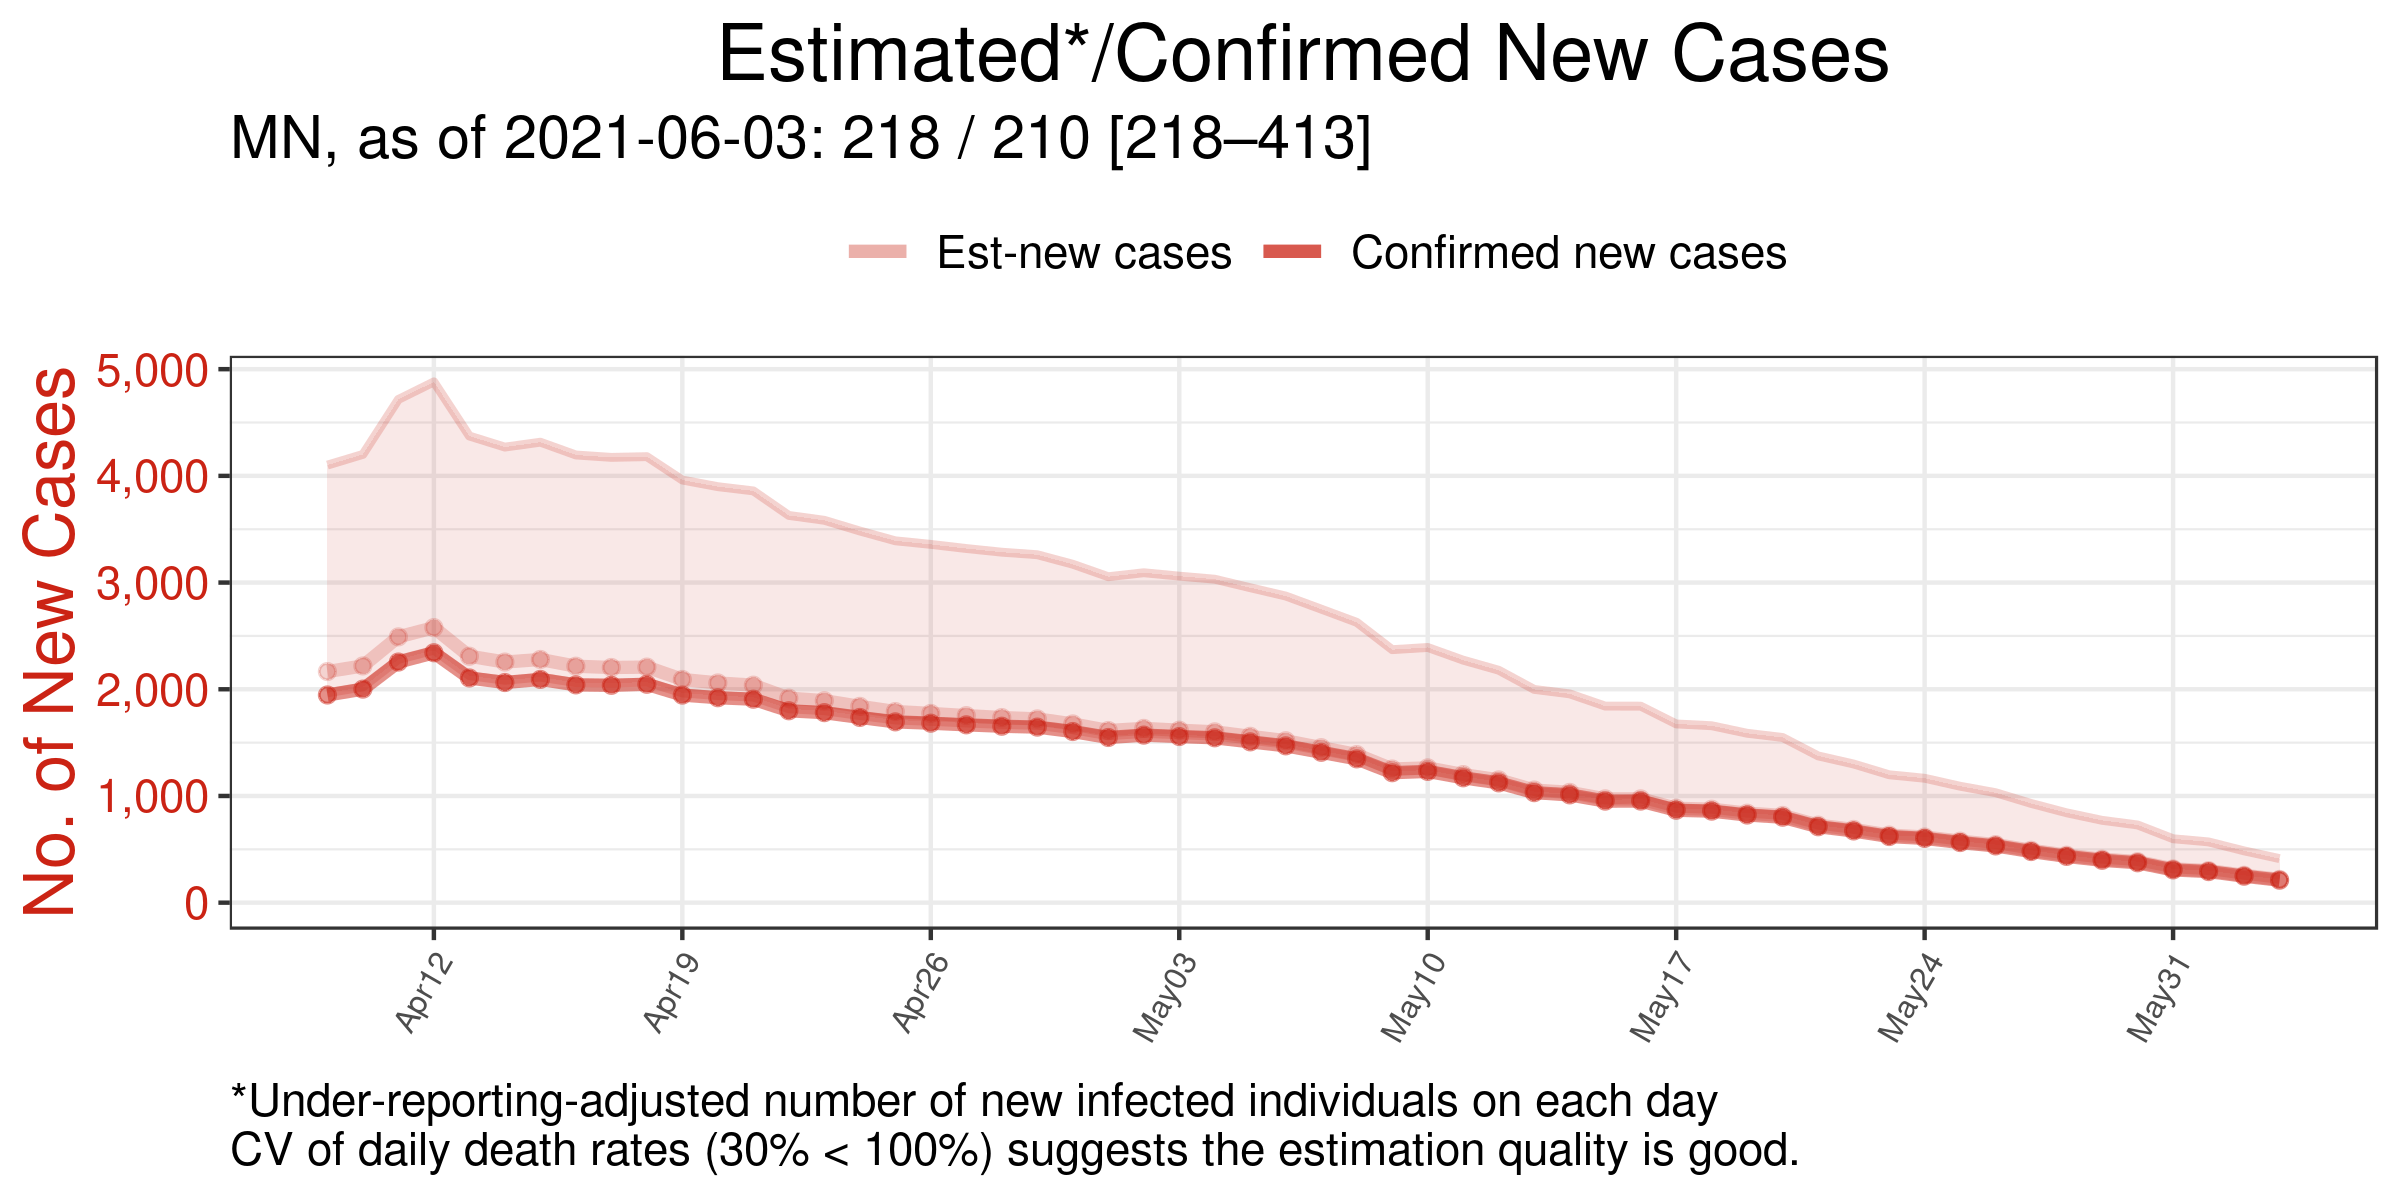 Estimated*/Confirmed New Cases
MN, as of 2021-06-03: 218 / 210 [218–413]
Est-new cases Confirmed new cases
No. of New Cases
5,000
4,000
3,000
2,000
1,000
0
Apr12 Apr19 Apr26 May03 May10 May17 May24 May31
*Under-reporting-adjusted number of new infected individuals on each day
CV of daily death rates (30% < 100%) suggests the estimation quality is good.